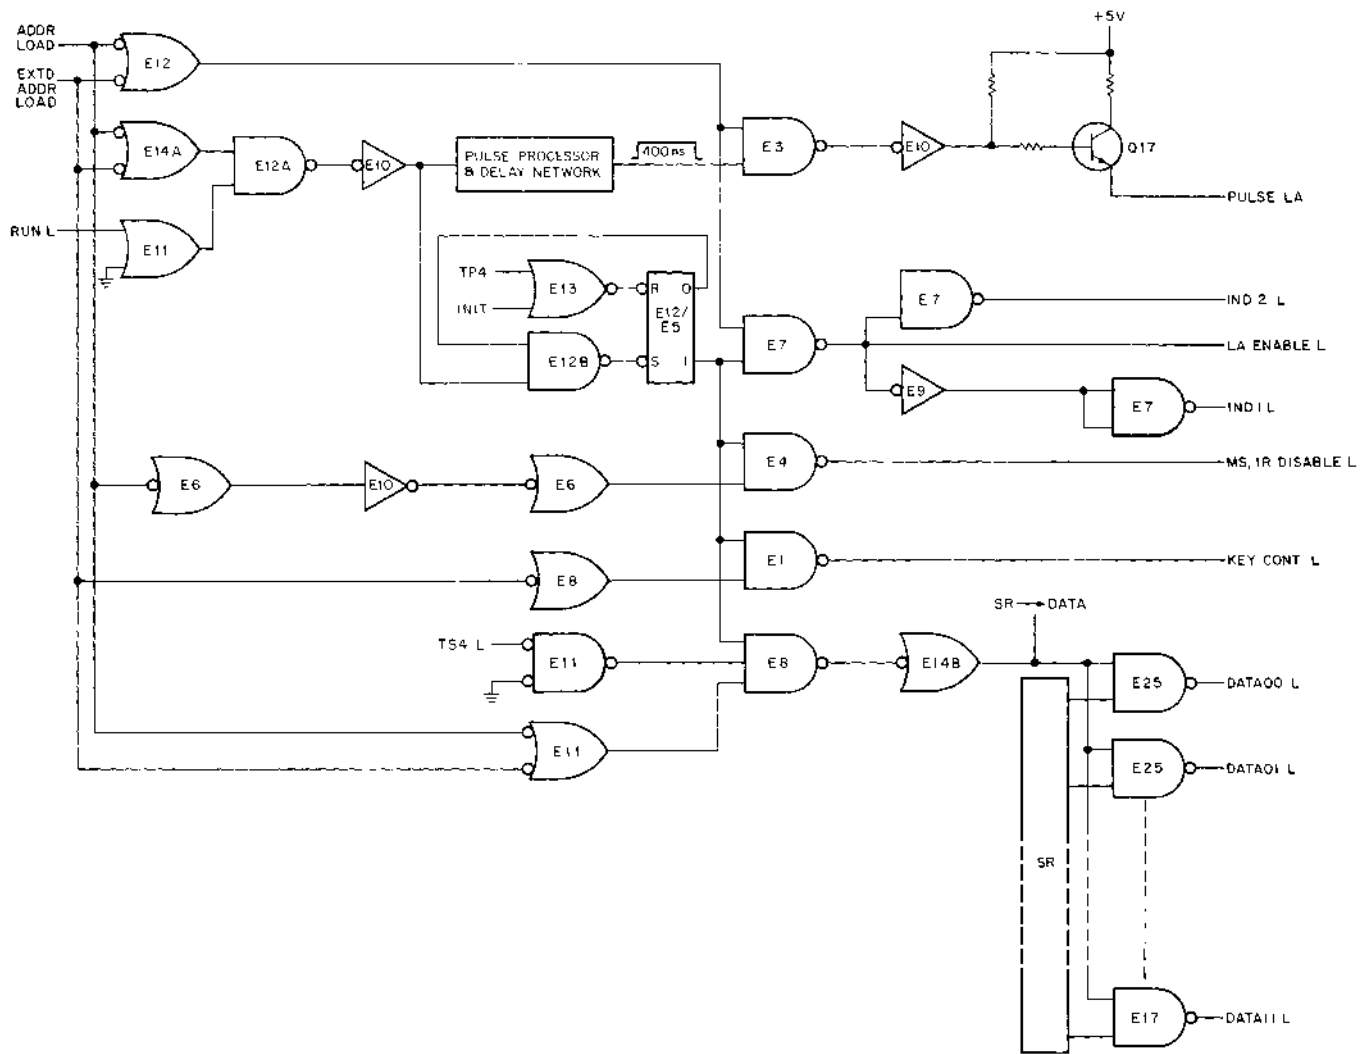 +5V
ADDR
LOAD
E12
EXTD
ADDR
LOAD
E14A
E12A
E10
PULSE PROCESSOR
& DELAY NETWORK
400ns
E3
E10
Q17
PULSE LA
RUN L
E11
TP4
INIT
E13
R 0
E12/
E5
S 1
E12B
E7
E7
IND 2 L
LA ENABLE L
E9
E7
IND 1 L
E6
E10
E6
E4
MS, IR DISABLE L
E8
E1
KEY CONT L
SR → DATA
TS4 L
E11
E8
E14B
E25
DATA00 L
E11
E25
DATA01 L
SR
E17
DATA11 L